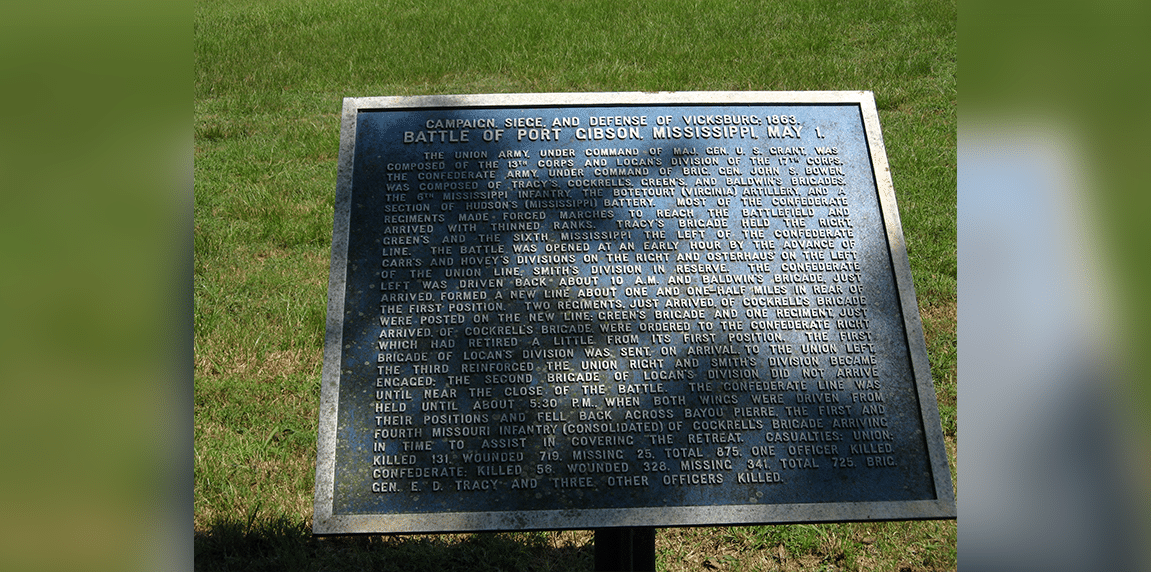 CAMPAIGN, SIEGE, AND DEFENSE OF VICKSBURG; 1863.
BATTLE OF PORT GIBSON, MISSISSIPPI, MAY 1.
THE UNION ARMY, UNDER COMMAND OF MAJ. GEN. U. S. GRANT, WAS
COMPOSED OF THE 13TH CORPS AND LOGAN'S DIVISION OF THE 17TH CORPS.
THE CONFEDERATE ARMY, UNDER COMMAND OF BRIG. GEN. JOHN S. BOWEN,
WAS COMPOSED OF TRACY'S, COCKRELL'S, GREEN'S, AND BALDWIN'S BRIGADES,
THE 6TH MISSISSIPPI INFANTRY, THE BOTETOURT (VIRGINIA) ARTILLERY, AND A
SECTION OF HUDSON'S (MISSISSIPPI) BATTERY. MOST OF THE CONFEDERATE
REGIMENTS MADE FORCED MARCHES TO REACH THE BATTLEFIELD AND
ARRIVED WITH THINNED RANKS. TRACY'S BRIGADE HELD THE RIGHT,
GREEN'S AND THE SIXTH MISSISSIPPI THE LEFT OF THE CONFEDERATE
LINE. THE BATTLE WAS OPENED AT AN EARLY HOUR BY THE ADVANCE OF
CARR'S AND HOVEY'S DIVISIONS ON THE RIGHT AND OSTERHAUS' ON THE LEFT
OF THE UNION LINE, SMITH'S DIVISION IN RESERVE. THE CONFEDERATE
LEFT WAS DRIVEN BACK ABOUT 10 A.M. AND BALDWIN'S BRIGADE, JUST
ARRIVED, FORMED A NEW LINE ABOUT ONE AND ONE-HALF MILES IN REAR OF
THE FIRST POSITION. TWO REGIMENTS, JUST ARRIVED, OF COCKRELL'S BRIGADE
WERE POSTED ON THE NEW LINE; GREEN'S BRIGADE AND ONE REGIMENT, JUST
ARRIVED, OF COCKRELL'S BRIGADE, WERE ORDERED TO THE CONFEDERATE RIGHT
WHICH HAD RETIRED A LITTLE FROM ITS FIRST POSITION. THE FIRST
BRIGADE OF LOGAN'S DIVISION WAS SENT, ON ARRIVAL, TO THE UNION LEFT,
THE THIRD REINFORCED THE UNION RIGHT AND SMITH'S DIVISION BECAME
ENGAGED; THE SECOND BRIGADE OF LOGAN'S DIVISION DID NOT ARRIVE
UNTIL NEAR THE CLOSE OF THE BATTLE. THE CONFEDERATE LINE WAS
HELD UNTIL ABOUT 5:30 P.M., WHEN BOTH WINGS WERE DRIVEN FROM
THEIR POSITIONS AND FELL BACK ACROSS BAYOU PIERRE, THE FIRST AND
FOURTH MISSOURI INFANTRY (CONSOLIDATED) OF COCKRELL'S BRIGADE ARRIVING
IN TIME TO ASSIST IN COVERING THE RETREAT. CASUALTIES: UNION;
KILLED 131, WOUNDED 719, MISSING 25, TOTAL 875, ONE OFFICER KILLED.
CONFEDERATE; KILLED 56, WOUNDED 328, MISSING 341, TOTAL 725, BRIG.
GEN. E. D. TRACY AND THREE OTHER OFFICERS KILLED.